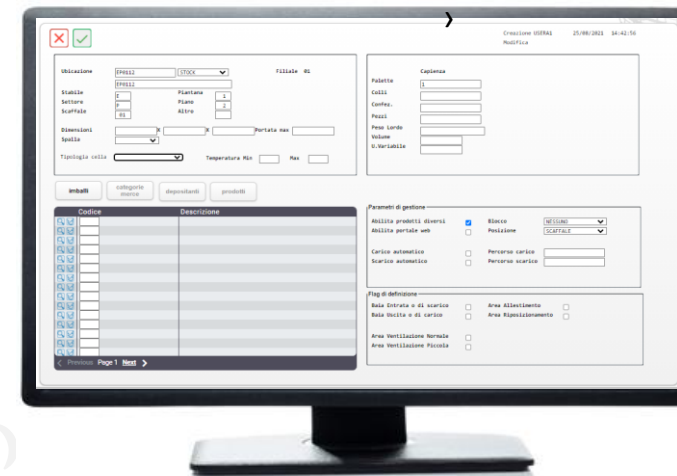 Creazione USERA1 25/08/2021 14:42:56
Modifica
Ubicazione EP0112 STOCK Filiale 01
EP0112
Stabile E Piantana 1
Settore P Piano 2
Scaffale 01 Altro
Dimensioni X X Portata max
Spalla
Tipologia cella Temperatura Min Max
Capienza
Palette 1
Colli
Confez.
Pezzi
Peso Lordo
Volume
U.Variabile
imballi categorie merce depositanti prodotti
Codice Descrizione
Previous Page 1 Next
Parametri di gestione
Abilita prodotti diversi Blocco NESSUNO
Abilita portale web Posizione SCAFFALE
Carico automatico Percorso carico
Scarico automatico Percorso scarico
Flag di definizione
Baia Entrata o di scarico Area Allestimento
Baia Uscita o di carico Area Riposizionamento
Area Ventilazione Normale
Area Ventilazione Piccola